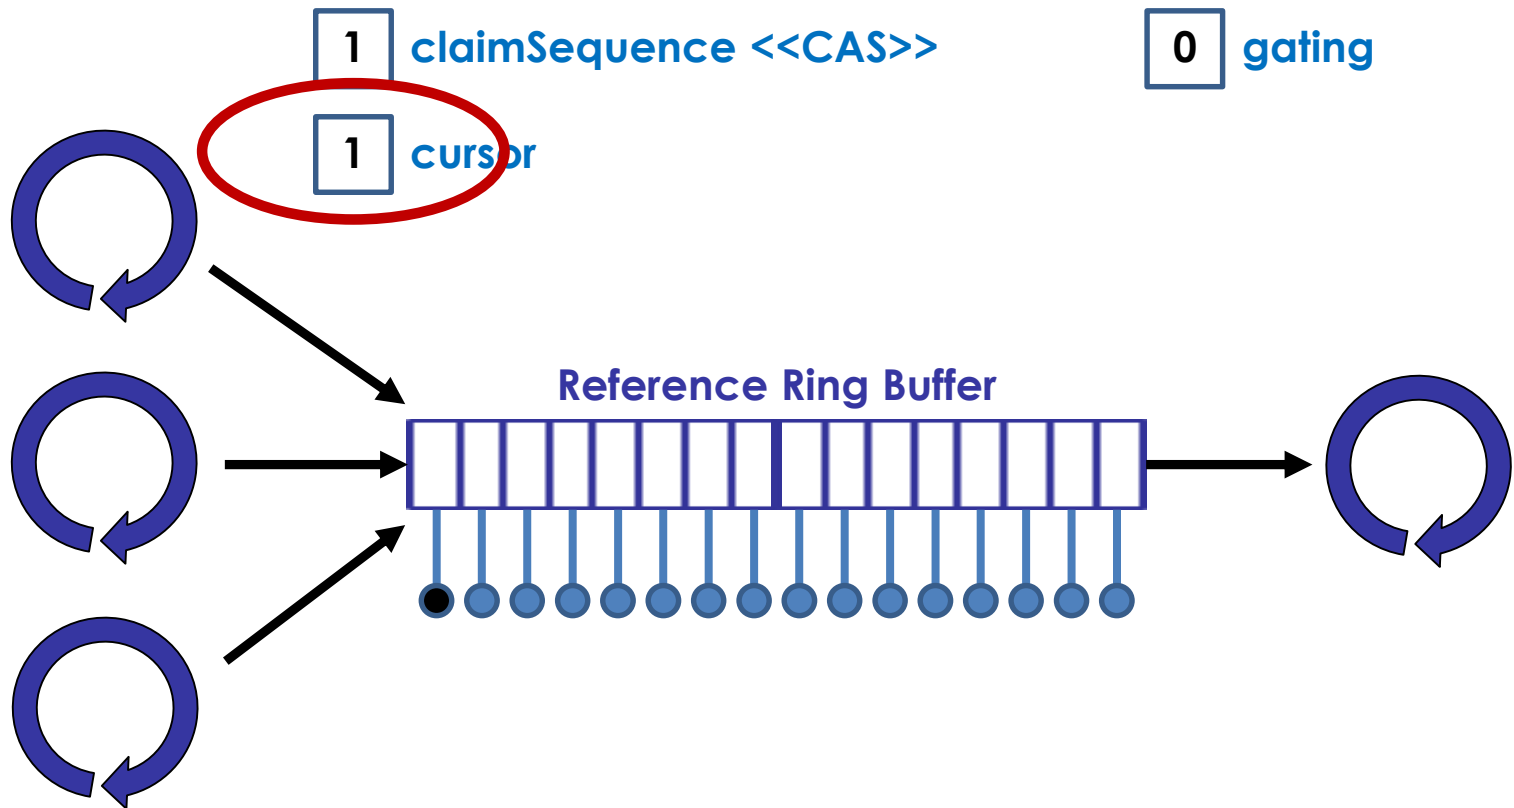 1 claimSequence <<CAS>> 0 gating
1 cursor
Reference Ring Buffer